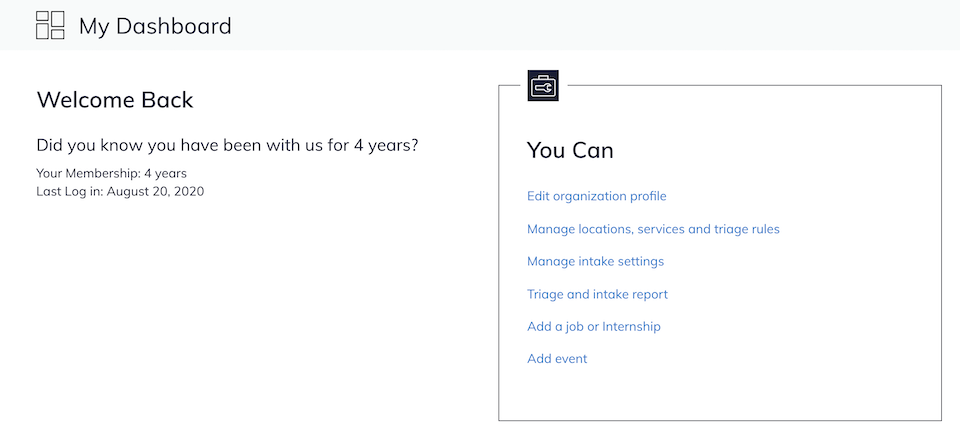 My Dashboard
Welcome Back
Did you know you have been with us for 4 years?
Your Membership: 4 years
Last Log in: August 20, 2020
You Can
Edit organization profile
Manage locations, services and triage rules
Manage intake settings
Triage and intake report
Add a job or Internship
Add event